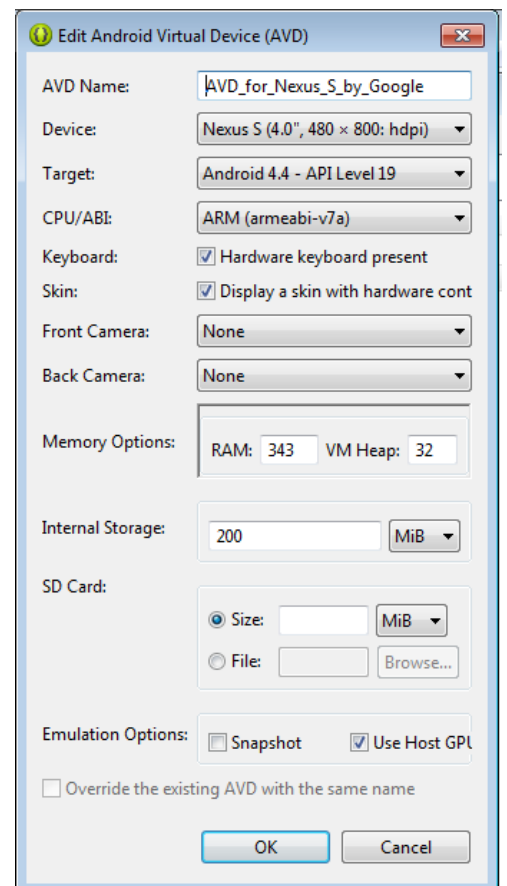 Edit Android Virtual Device (AVD)
AVD Name: AVD_for_Nexus_S_by_Google
Device: Nexus S (4.0", 480 × 800: hdpi)
Target: Android 4.4 - API Level 19
CPU/ABI: ARM (armeabi-v7a)
Keyboard: Hardware keyboard present
Skin: Display a skin with hardware cont
Front Camera: None
Back Camera: None
Memory Options: RAM: 343 VM Heap: 32
Internal Storage: 200 MiB
SD Card:
Size: MiB
File: Browse...
Emulation Options: Snapshot Use Host GPU
Override the existing AVD with the same name
OK Cancel